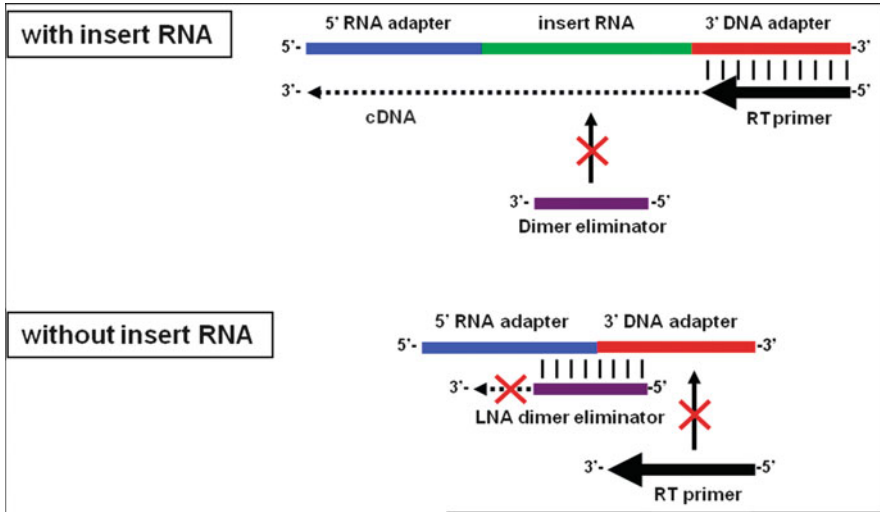 with insert RNA
5' RNA adapter insert RNA 3' DNA adapter
5'- -3'
3'- -5'
cDNA RT primer
3'- -5'
Dimer eliminator
without insert RNA
5' RNA adapter 3' DNA adapter
5'- -3'
3'- -5'
LNA dimer eliminator
3'- -5'
RT primer